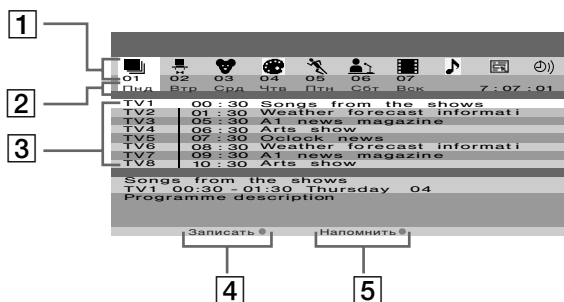 1
01 02 03 04 05 06 07
2
Пнд Втр Срд Чтв Птн Сбт Вск 7 : 07 : 01
TV1 00 : 30 Songs from the shows
TV2 01 : 30 Weather forecast informati
TV3 05 : 30 A1 news magazine
3
TV4 06 : 30 Arts show
TV5 07 : 30 Oclock news
TV6 08 : 30 Weather forecast informati
TV7 09 : 30 A1 news magazine
TV8 10 : 30 Arts show
Songs from the shows
TV1 00:30 - 01:30 Thursday 04
Programme description
Записать Напомнить
4 5